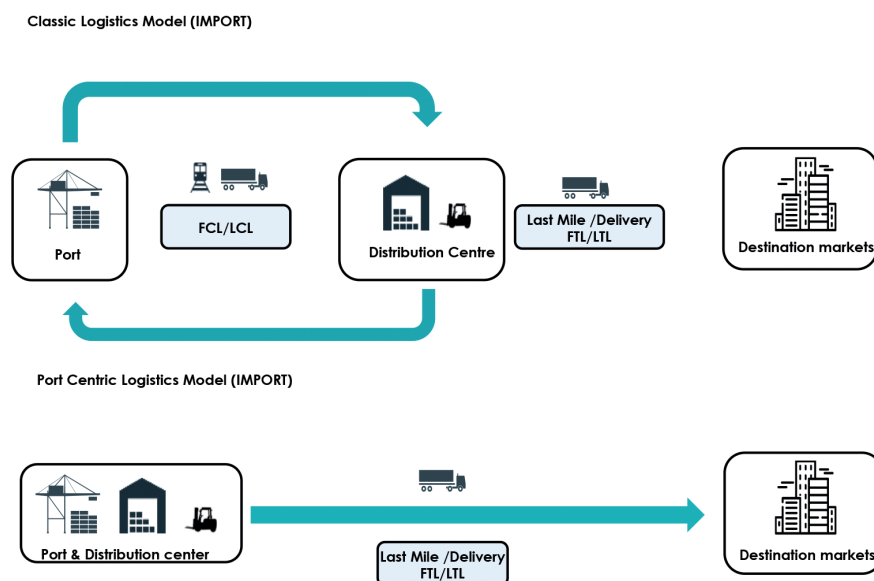 Classic Logistics Model (IMPORT)
FCL/LCL
Last Mile /Delivery
FTL/LTL
Port
Distribution Centre
Destination markets
Port Centric Logistics Model (IMPORT)
Port & Distribution center
Last Mile /Delivery
FTL/LTL
Destination markets